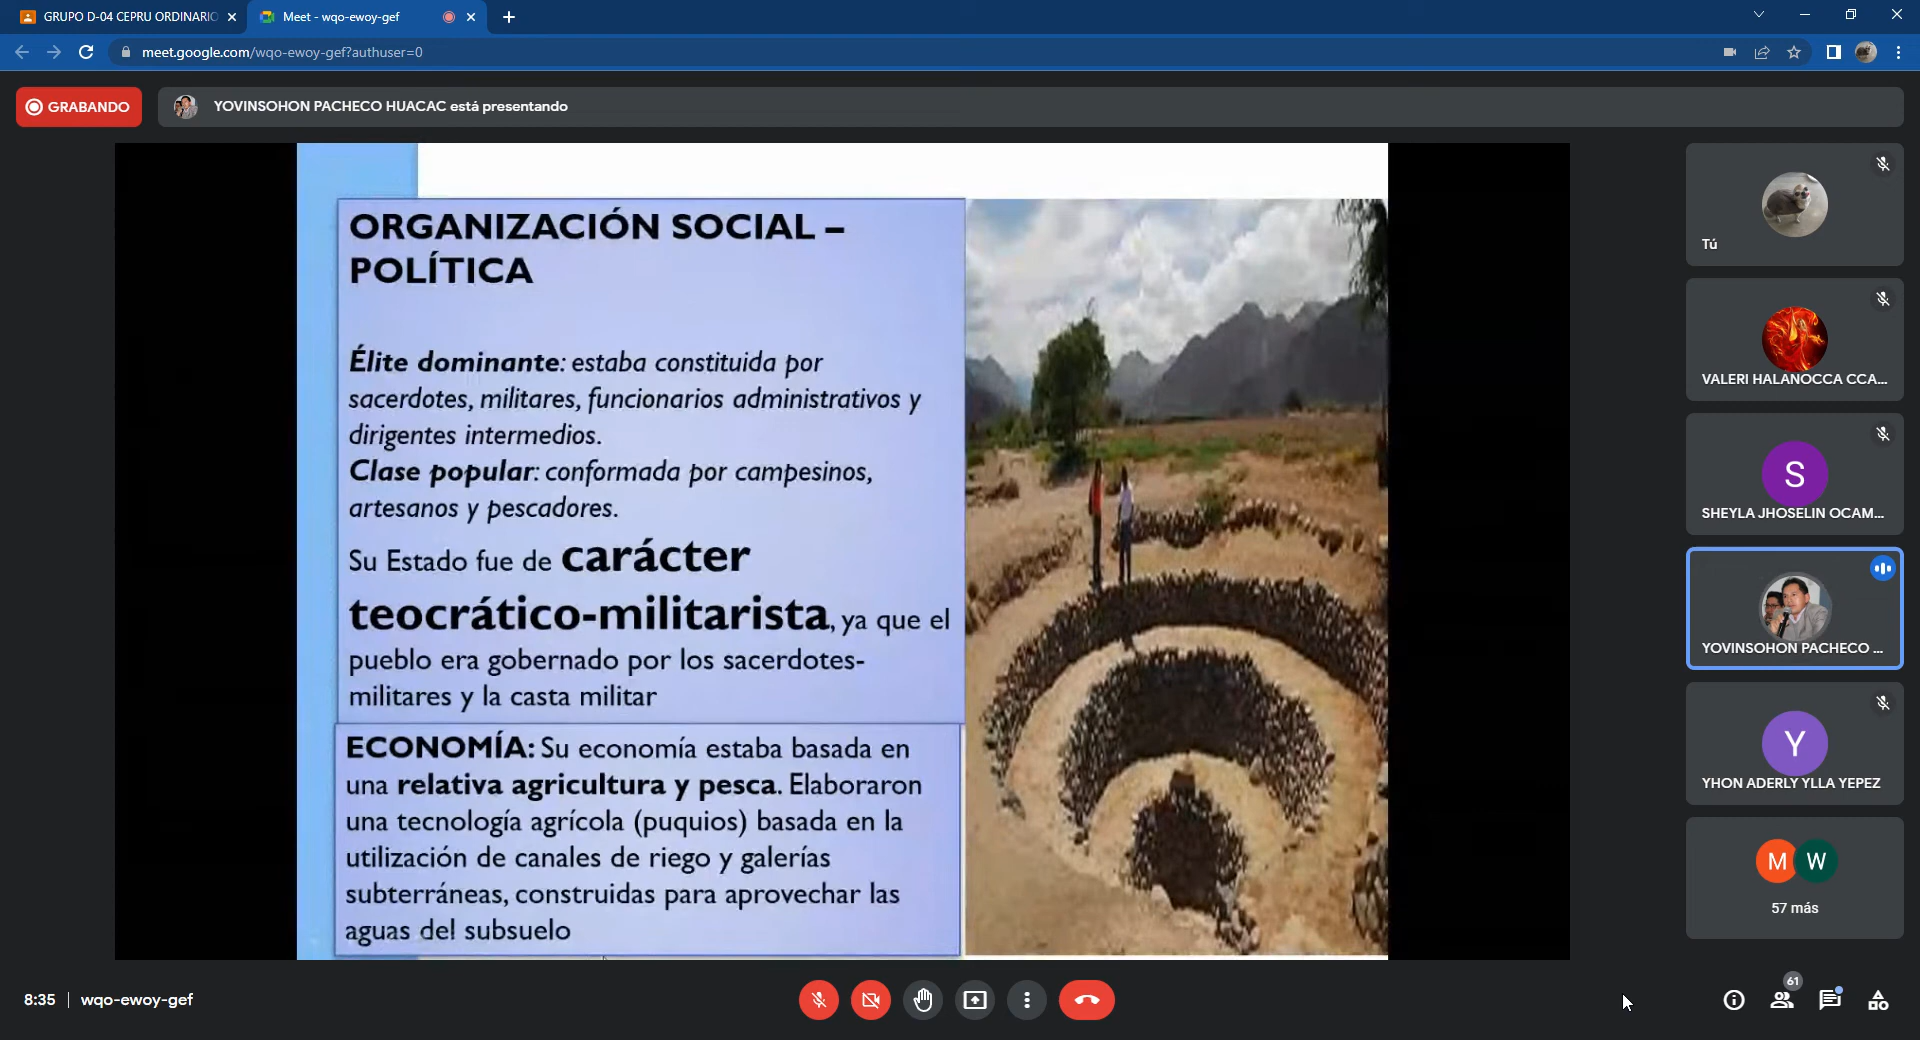 GRUPO D-04 CEPRU ORDINARIO
Meet - wqo-ewoy-gef
meet.google.com/wqo-ewoy-gef?authuser=0
GRABANDO
YOVINSOHON PACHECO HUACAC está presentando
ORGANIZACIÓN SOCIAL –
POLÍTICA
Élite dominante: estaba constituida por
sacerdotes, militares, funcionarios administrativos y
dirigentes intermedios.
Clase popular: conformada por campesinos,
artesanos y pescadores.
Su Estado fue de carácter
teocrático-militarista, ya que el
pueblo era gobernado por los sacerdotes-
militares y la casta militar
ECONOMÍA: Su economía estaba basada en
una relativa agricultura y pesca. Elaboraron
una tecnología agrícola (puquios) basada en la
utilización de canales de riego y galerías
subterráneas, construidas para aprovechar las
aguas del subsuelo
Tú
VALERI HALANOCCA CCA...
S
SHEYLA JHOSELIN OCAM...
YOVINSOHON PACHECO ...
Y
YHON ADERLY YLLA YEPEZ
M W
57 más
8:35 | wqo-ewoy-gef
61